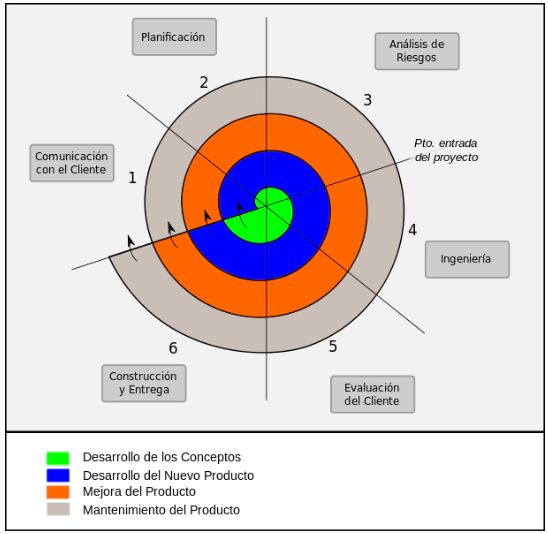 Planificación
Análisis de
Riesgos
2
3
Pto. entrada
del proyecto
Comunicación
con el Cliente
1
4
Ingeniería
6
5
Construcción
y Entrega
Evaluación
del Cliente
Desarrollo de los Conceptos
Desarrollo del Nuevo Producto
Mejora del Producto
Mantenimiento del Producto